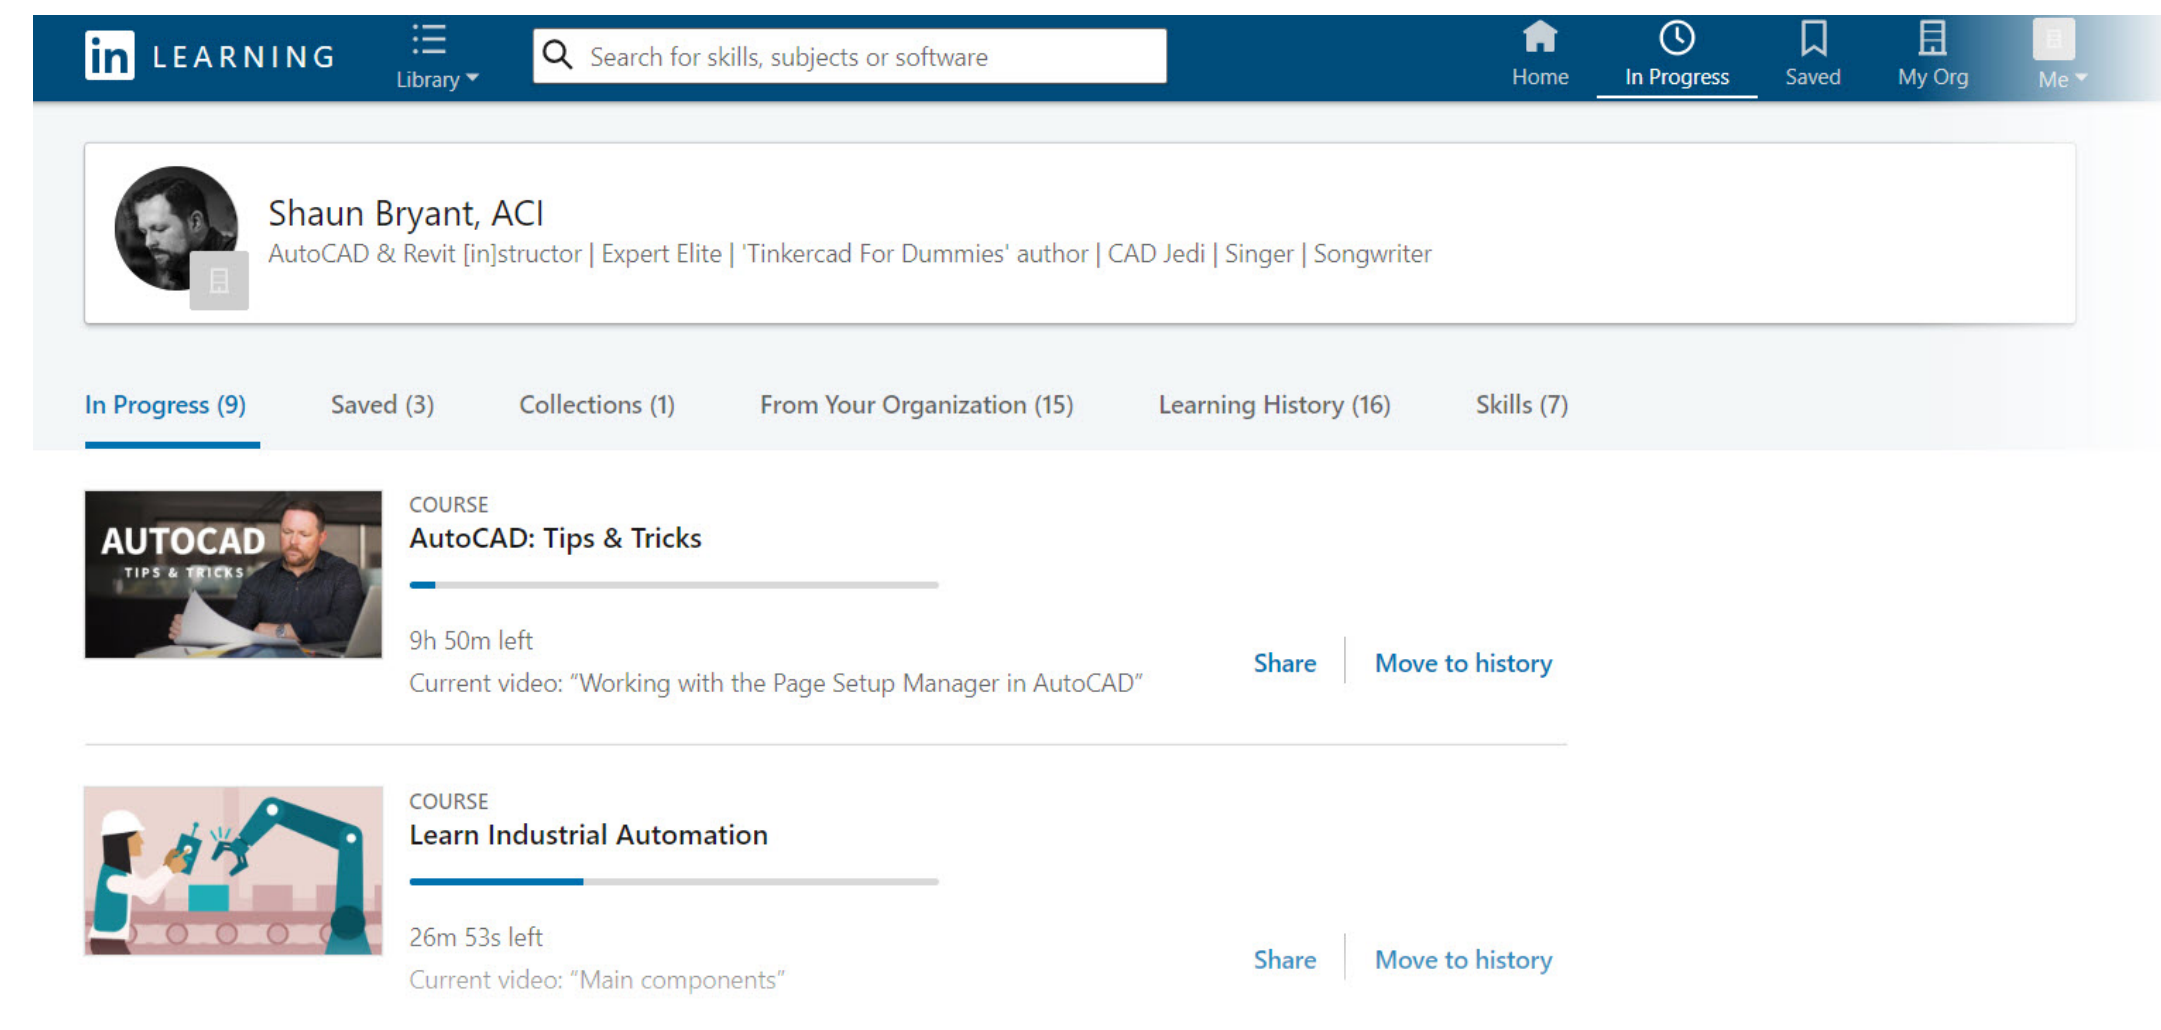 in LEARNING
Library
Search for skills, subjects or software
Home
In Progress
Saved
My Org
Me
Shaun Bryant, ACI
AutoCAD & Revit [in]structor | Expert Elite | 'Tinkercad For Dummies' author | CAD Jedi | Singer | Songwriter
In Progress (9)
Saved (3)
Collections (1)
From Your Organization (15)
Learning History (16)
Skills (7)
AUTOCAD
TIPS & TRICKS
COURSE
AutoCAD: Tips & Tricks
9h 50m left
Current video: “Working with the Page Setup Manager in AutoCAD”
Share
Move to history
COURSE
Learn Industrial Automation
26m 53s left
Current video: “Main components”
Share
Move to history